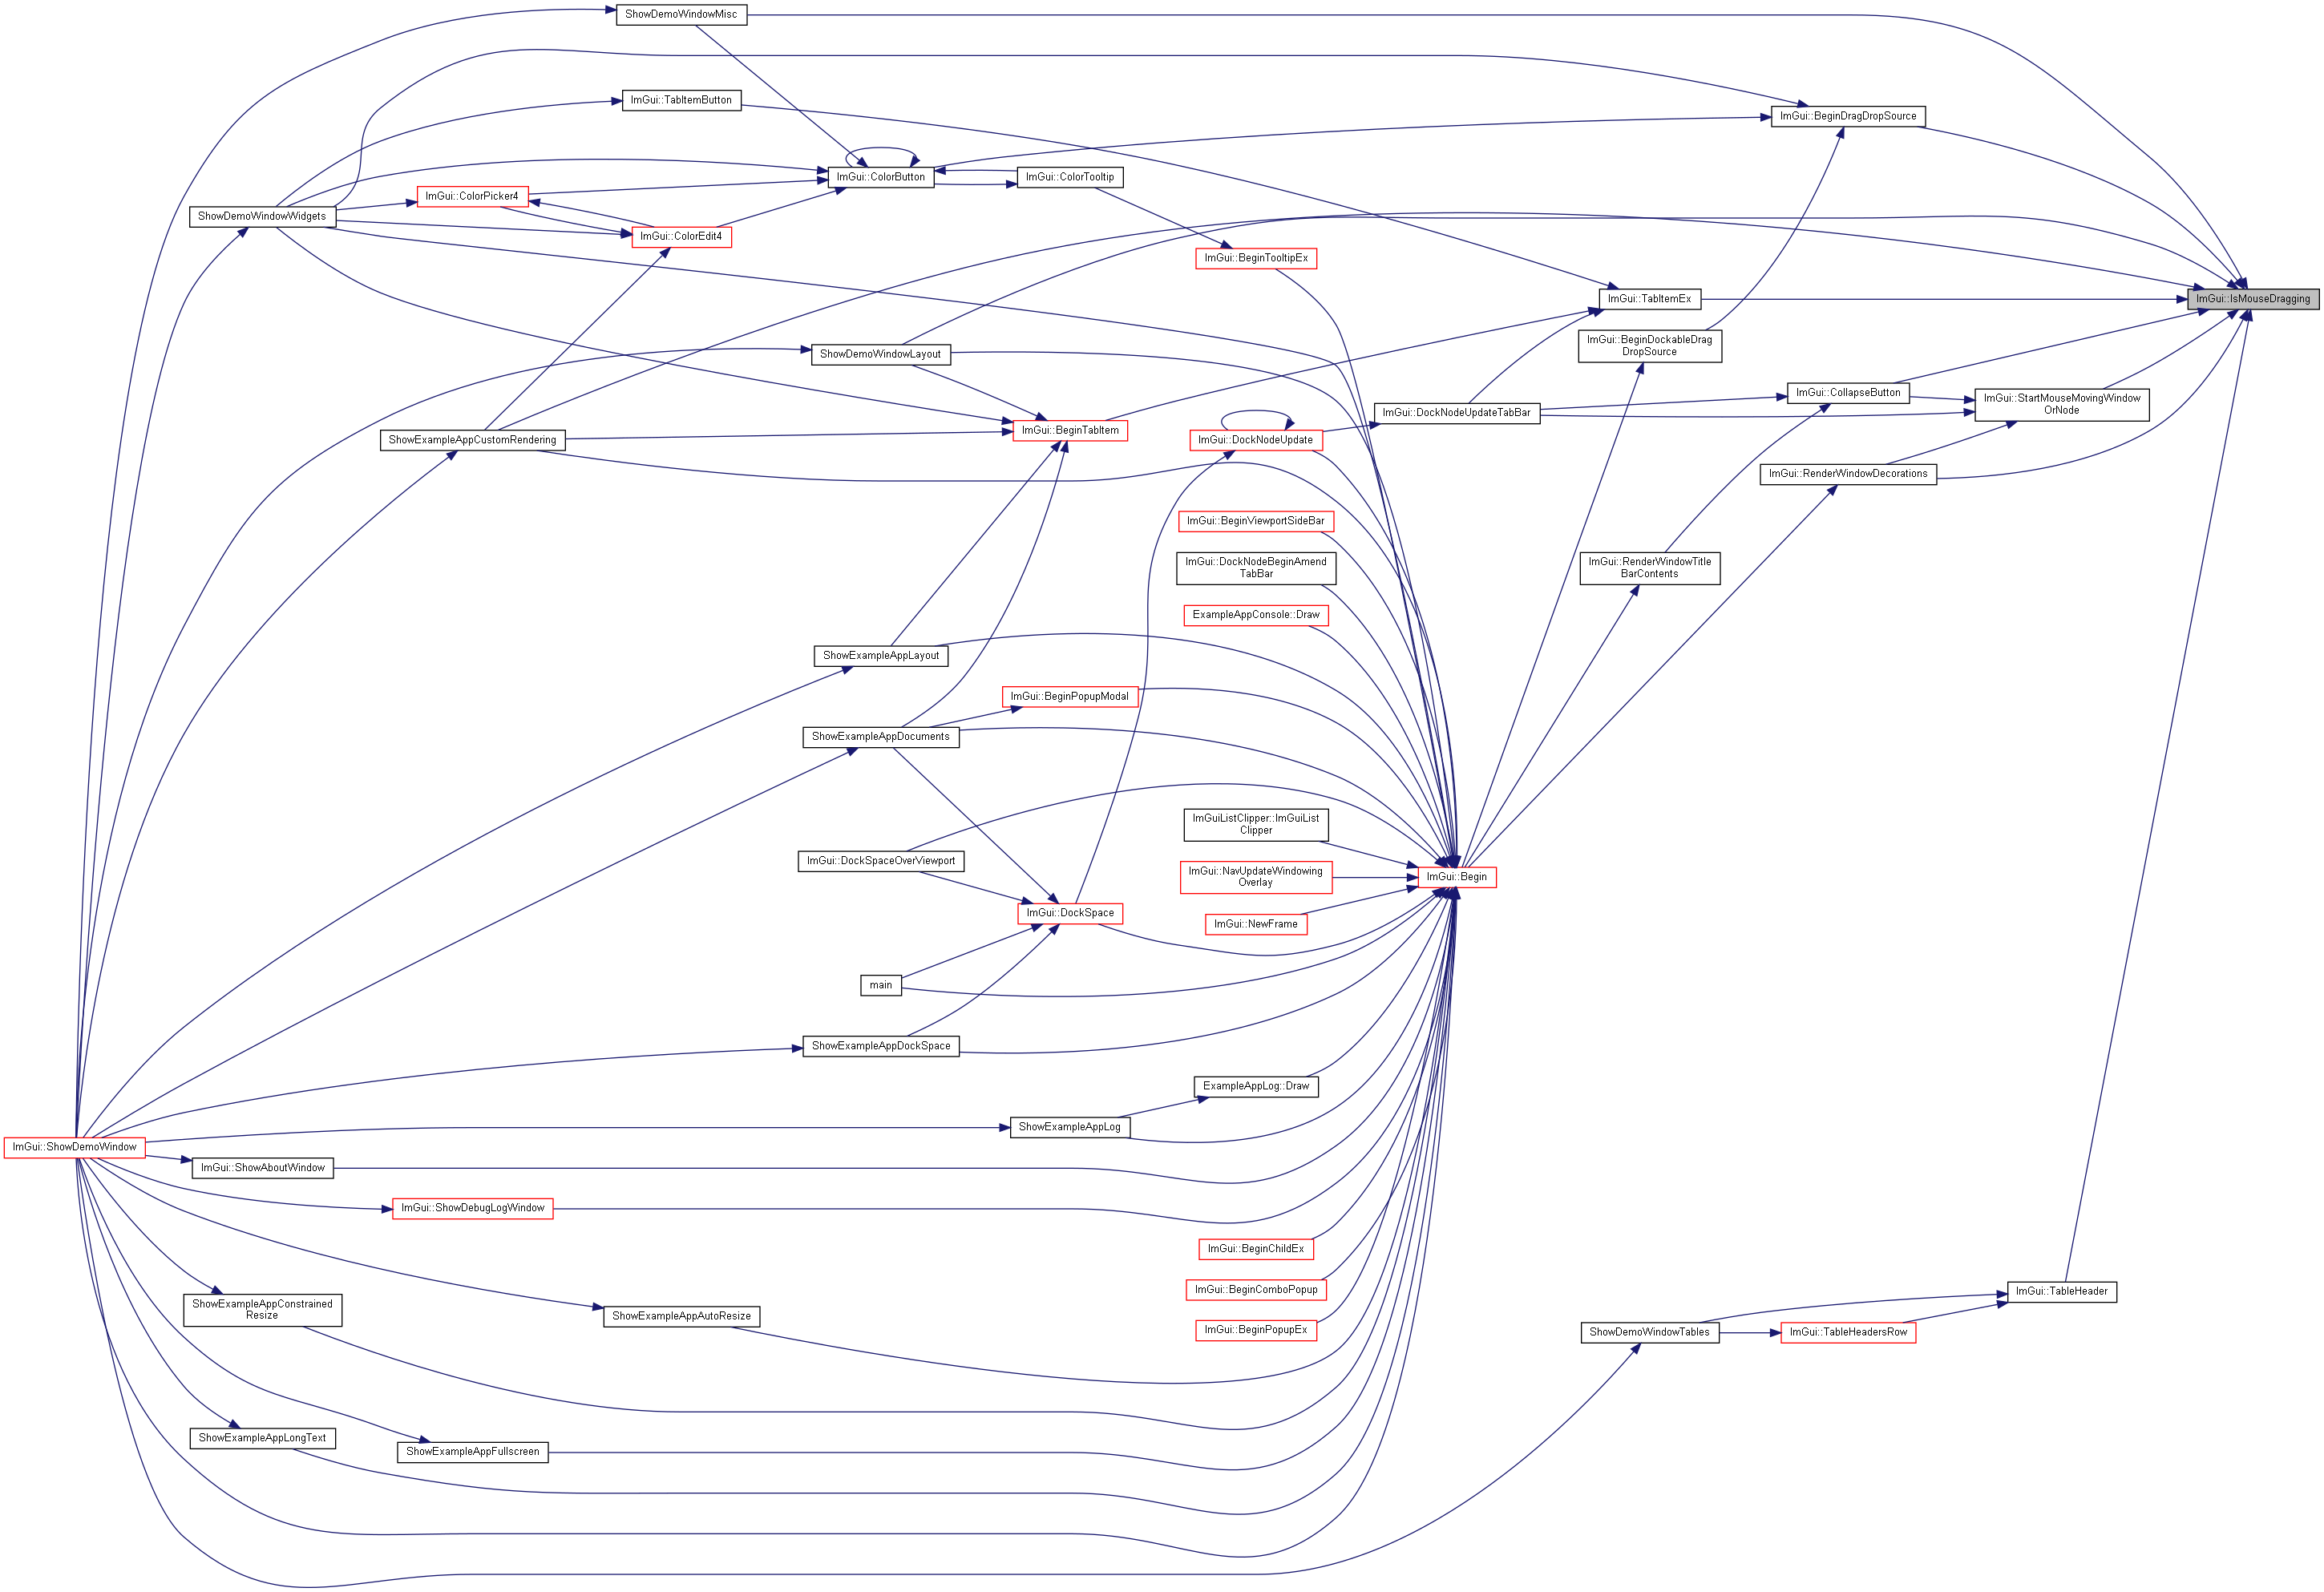 ShowDemoWindowMisc
ImGui::TabItemButton
ImGui::BeginDragDropSource
ImGui::ColorButton
ImGui::ColorTooltip
ImGui::ColorPicker4
ShowDemoWindowWidgets
ImGui::ColorEdit4
ImGui::BeginTooltipEx
ImGui::TabItemEx
ImGui::IsMouseDragging
ImGui::BeginDockableDrag
DropSource
ShowDemoWindowLayout
ImGui::CollapseButton
ImGui::StartMouseMovingWindow
OrNode
ImGui::DockNodeUpdateTabBar
ImGui::BeginTabItem
ShowExampleAppCustomRendering
ImGui::DockNodeUpdate
ImGui::RenderWindowDecorations
ImGui::BeginViewportSideBar
ImGui::DockNodeBeginAmend
TabBar
ImGui::RenderWindowTitle
BarContents
ExampleAppConsole::Draw
ShowExampleAppLayout
ImGui::BeginPopupModal
ShowExampleAppDocuments
ImGuiListClipper::ImGuiList
Clipper
ImGui::DockSpaceOverViewport
ImGui::NavUpdateWindowing
Overlay
ImGui::Begin
ImGui::DockSpace
ImGui::NewFrame
main
ShowExampleAppDockSpace
ExampleAppLog::Draw
ShowExampleAppLog
ImGui::ShowDemoWindow
ImGui::ShowAboutWindow
ImGui::ShowDebugLogWindow
ImGui::BeginChildEx
ImGui::BeginComboPopup
ImGui::TableHeader
ShowExampleAppConstrained
Resize
ShowExampleAppAutoResize
ImGui::BeginPopupEx
ShowDemoWindowTables
ImGui::TableHeadersRow
ShowExampleAppLongText
ShowExampleAppFullscreen